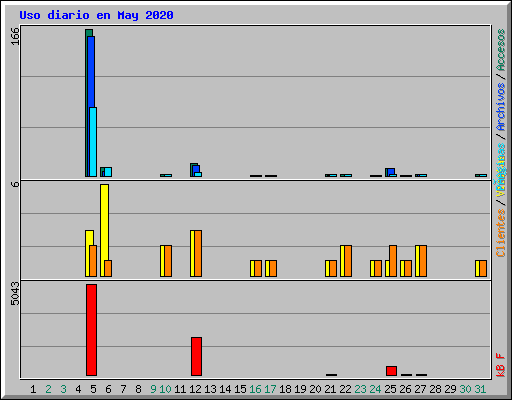 Uso diario en May 2020
166
6
5043
Accesos
/ Archivos /
Clientes /
kB F
1 2 3 4 5 6 7 8 9 10 11 12 13 14 15 16 17 18 19 20 21 22 23 24 25 26 27 28 29 30 31